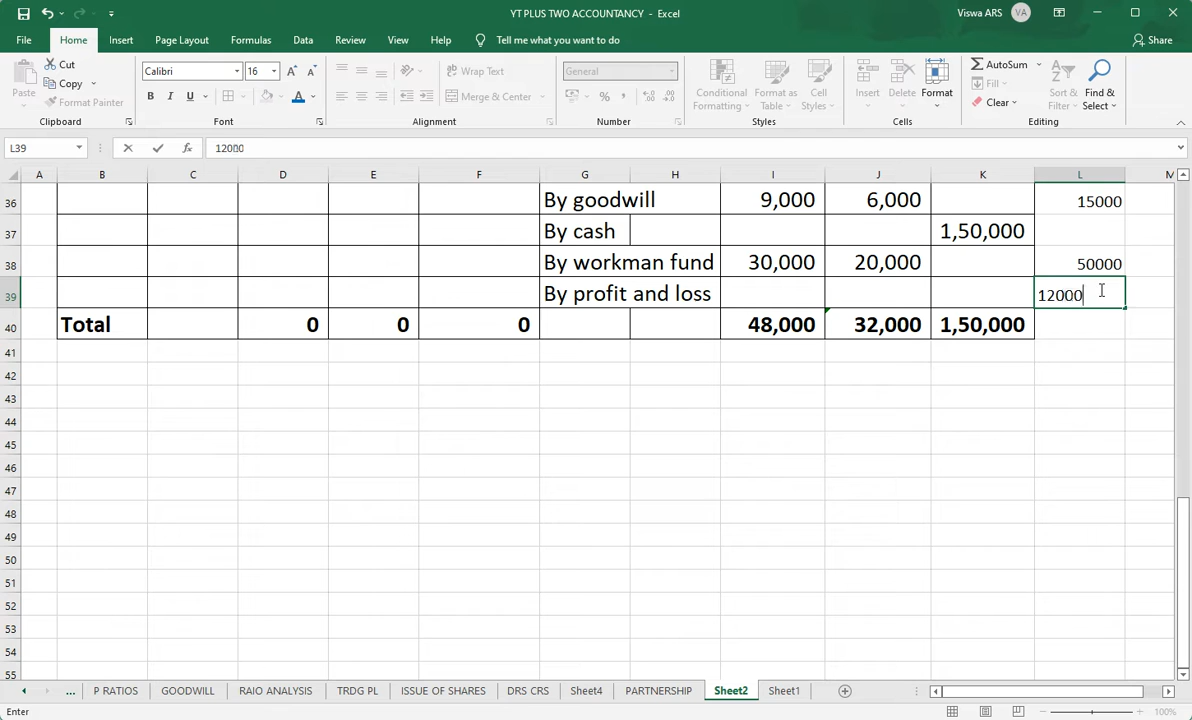 YT PLUS TWO ACCOUNTANCY - Excel
Viswa ARS VA
File Home Insert Page Layout Formulas Data Review View Help Tell me what you want to do Share
Paste Cut Copy Format Painter
Calibri 16 A A
B I U A
Wrap Text
Merge & Center
General
% ,
Conditional Formatting Format as Table Cell Styles
Insert Delete Format
AutoSum Fill Clear
Sort & Filter Find & Select
Clipboard Font Alignment Number Styles Cells Editing
L39 fx 12000
A B C D E F G H I J K L M
36 By goodwill 9,000 6,000 15000
37 By cash 1,50,000
38 By workman fund 30,000 20,000 50000
39 By profit and loss 12000
40 Total 0 0 0 48,000 32,000 1,50,000
41
42
43
44
45
46
47
48
49
50
51
52
53
54
55
... P RATIOS GOODWILL RAIO ANALYSIS TRDG PL ISSUE OF SHARES DRS CRS Sheet4 PARTNERSHIP Sheet2 Sheet1
Enter 100%